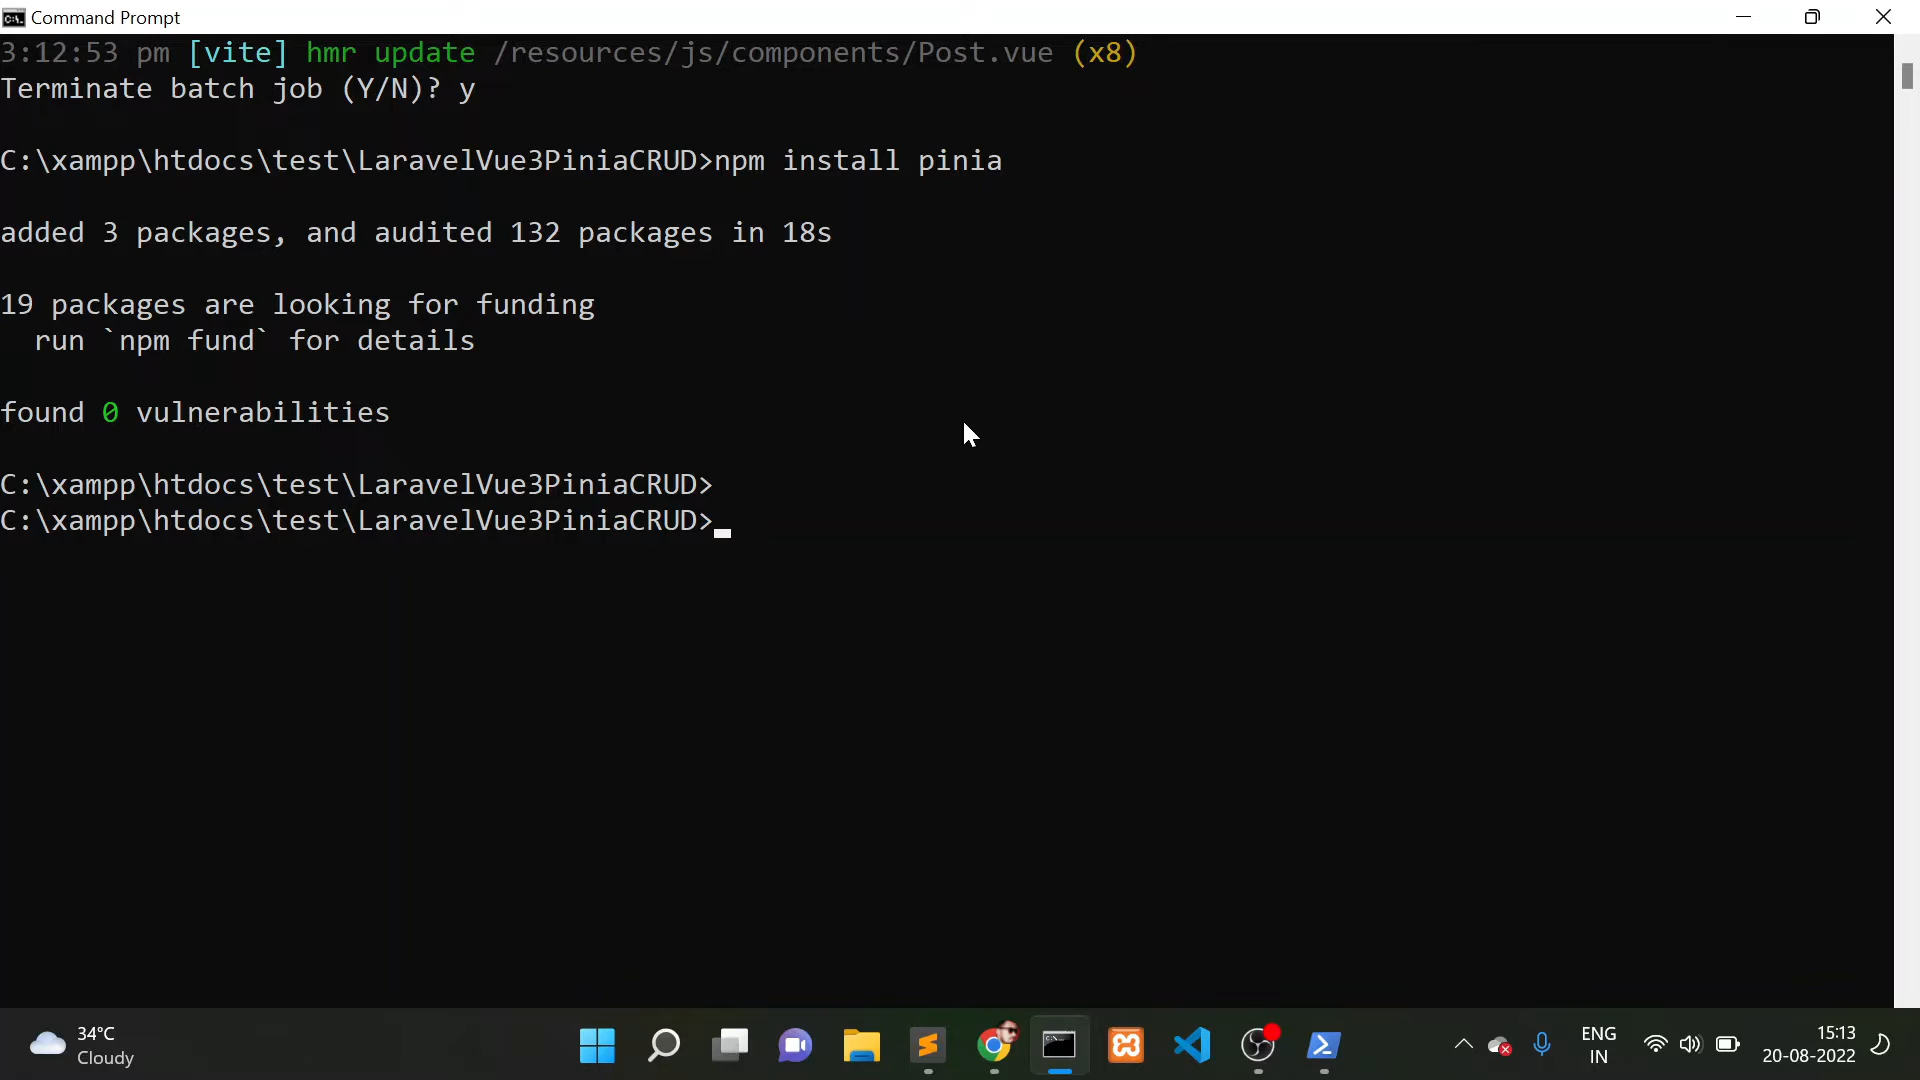 Command Prompt
3:12:53 pm [vite] hmr update /resources/js/components/Post.vue (x8)
Terminate batch job (Y/N)? y
C:\xampp\htdocs\test\LaravelVue3PiniaCRUD>npm install pinia
added 3 packages, and audited 132 packages in 18s
19 packages are looking for funding
  run `npm fund` for details
found 0 vulnerabilities
C:\xampp\htdocs\test\LaravelVue3PiniaCRUD>
C:\xampp\htdocs\test\LaravelVue3PiniaCRUD>
34°C
Cloudy
ENG
IN
15:13
20-08-2022